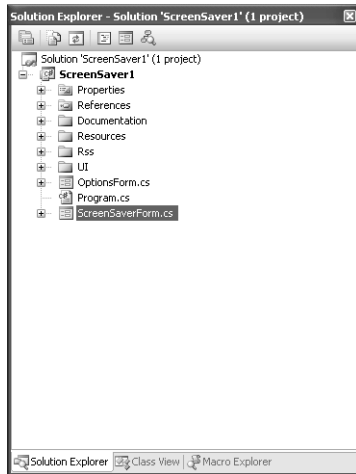 Solution Explorer - Solution 'ScreenSaver1' (1 project)
Solution 'ScreenSaver1' (1 project)
ScreenSaver1
Properties
References
Documentation
Resources
Rss
UI
OptionsForm.cs
Program.cs
ScreenSaverForm.cs
Solution Explorer Class View Macro Explorer